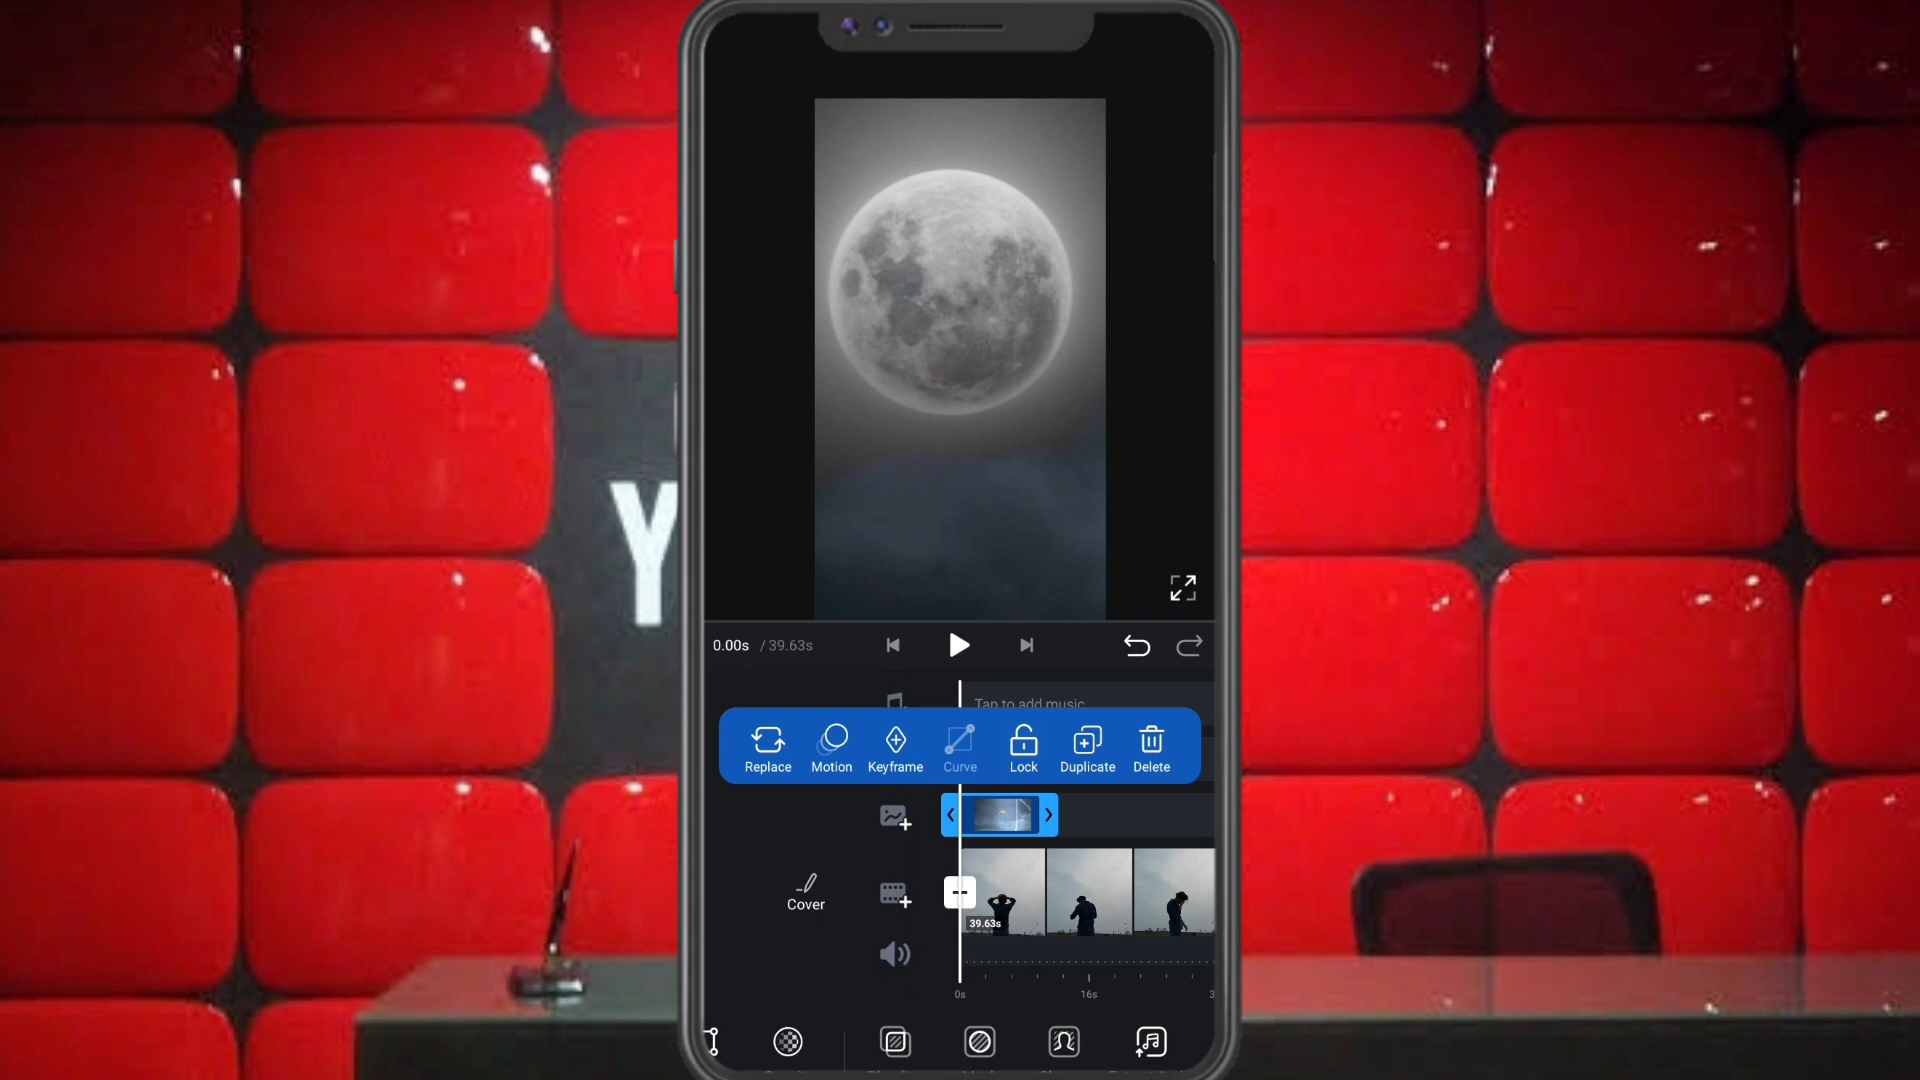 Y
0.00s / 39.63s
Tap to add music
Replace Motion Keyframe Curve Lock Duplicate Delete
Cover
39.63s
0s 16s 3